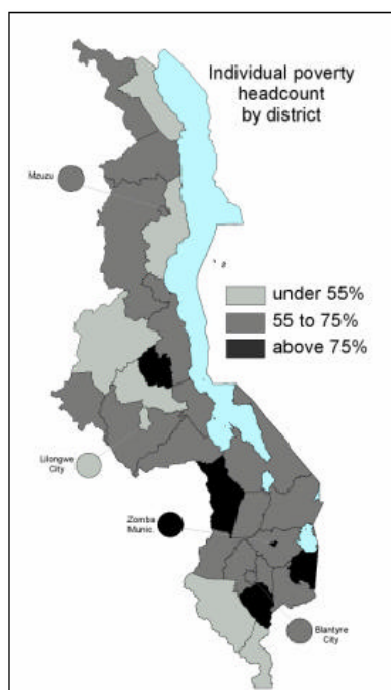 Individual poverty
headcount
by district
Mzuzu
under 55%
55 to 75%
above 75%
Lilongwe
City
Zomba
Munic.
Blantyre
City